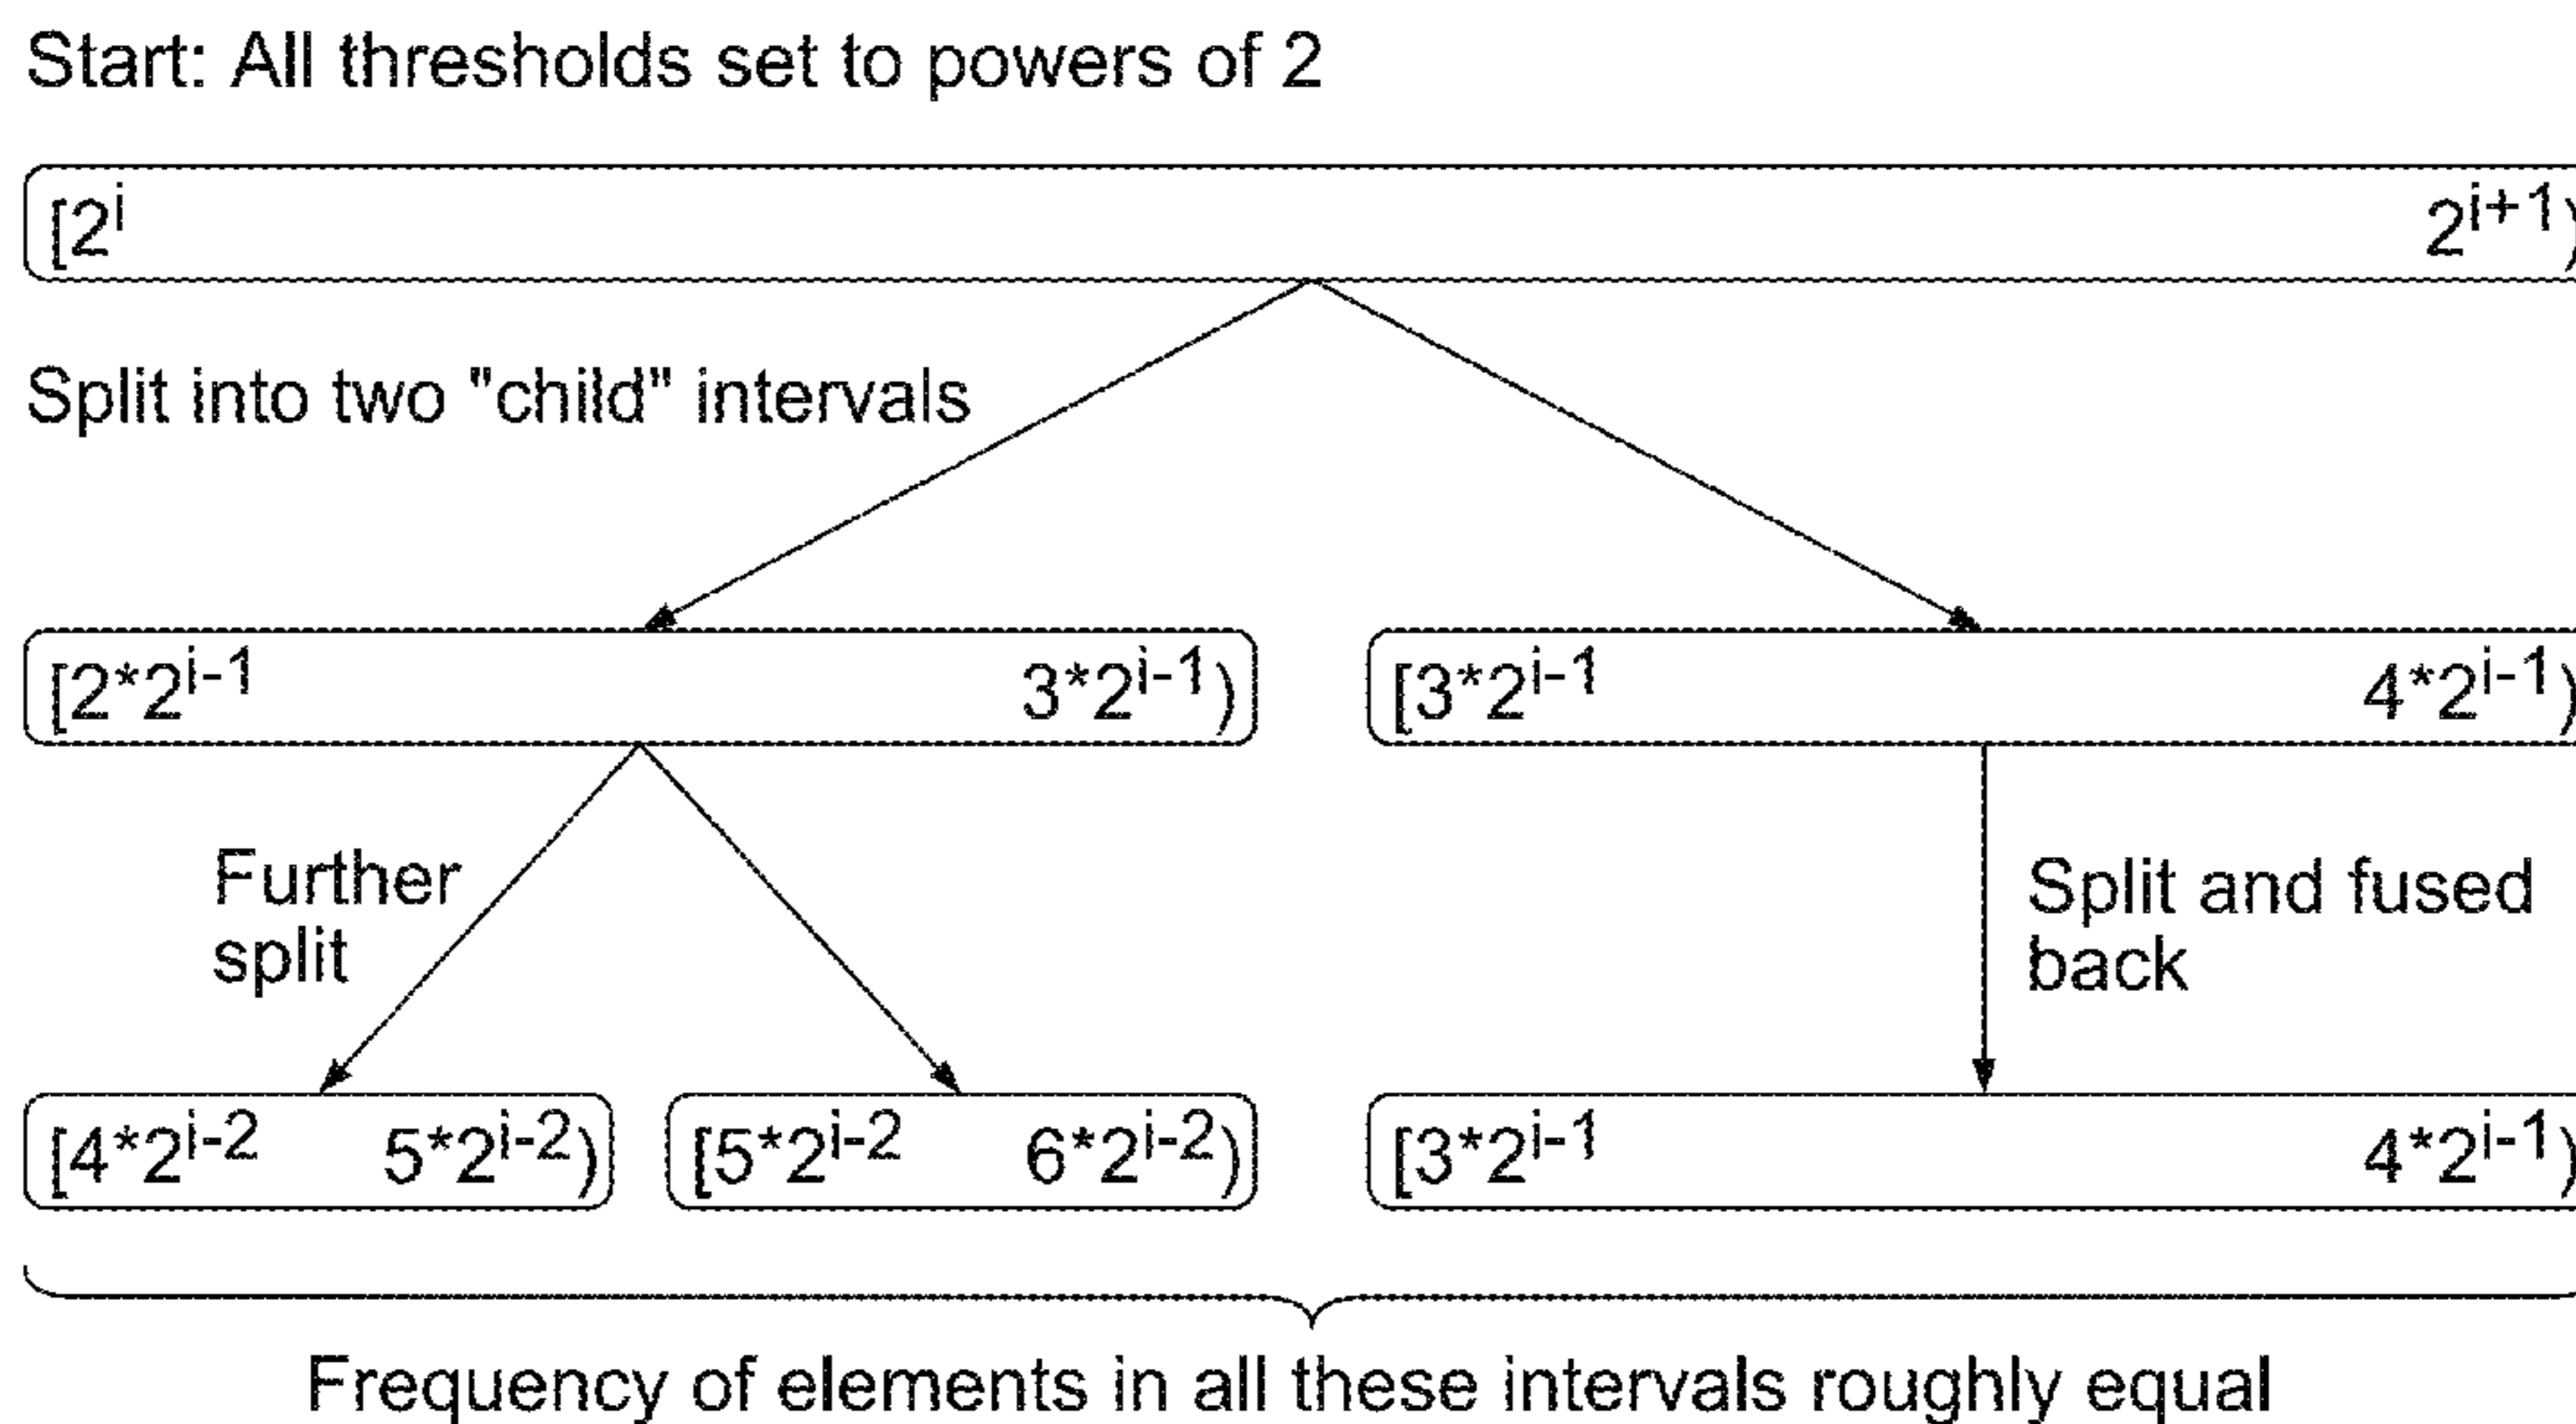 Start: All thresholds set to powers of 2
[2^i 2^{i+1})
Split into two "child" intervals
[2*2^{i-1} 3*2^{i-1}) [3*2^{i-1} 4*2^{i-1})
Further
split
Split and fused
back
[4*2^{i-2} 5*2^{i-2}) [5*2^{i-2} 6*2^{i-2}) [3*2^{i-1} 4*2^{i-1})
Frequency of elements in all these intervals roughly equal